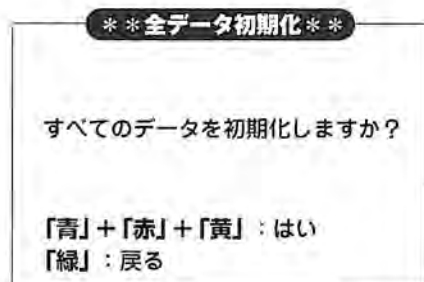 ＊＊全データ初期化＊＊
すべてのデータを初期化しますか？
「青」＋「赤」＋「黄」：はい
「緑」：戻る